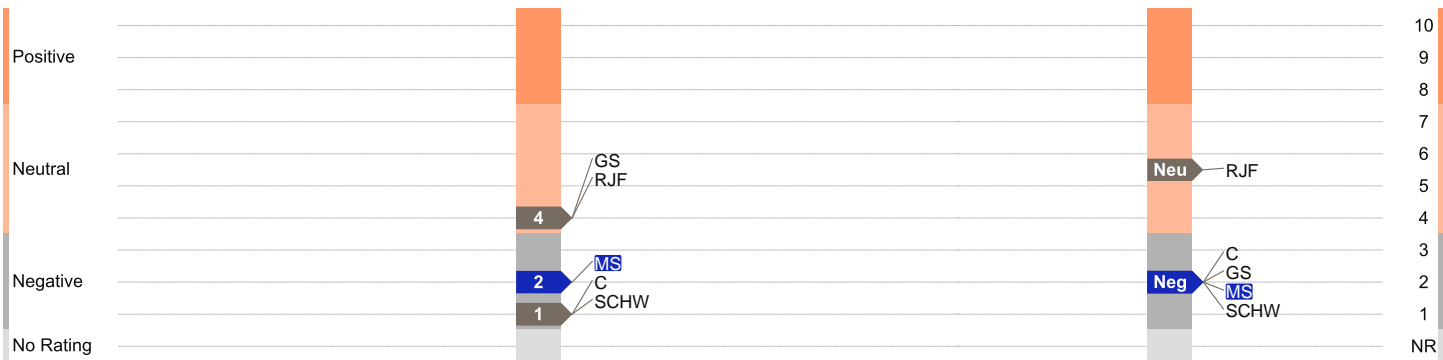 10
Positive
9
8
7
6
GS
Neutral
Neu
RJF
RJF
5
4
4
3
C
MS
GS
Negative
2
C
Neg
MS
2
SCHW
SCHW
1
1
No Rating
NR